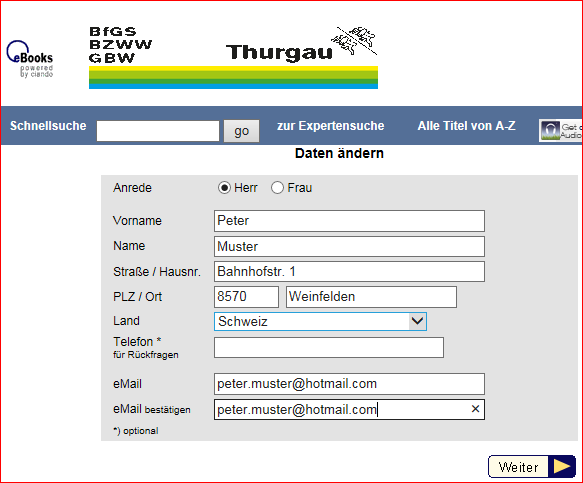 eBooks
powered
by ciando
BfGS
BZWW
GBW
Thurgau
Schnellsuche
go
zur Expertensuche
Alle Titel von A-Z
Get
Audio
Daten ändern
Anrede Herr Frau
Vorname Peter
Name Muster
Straße / Hausnr. Bahnhofstr. 1
PLZ / Ort 8570 Weinfelden
Land Schweiz
Telefon *
für Rückfragen
eMail peter.muster@hotmail.com
eMail bestätigen peter.muster@hotmail.com ×
*) optional
Weiter